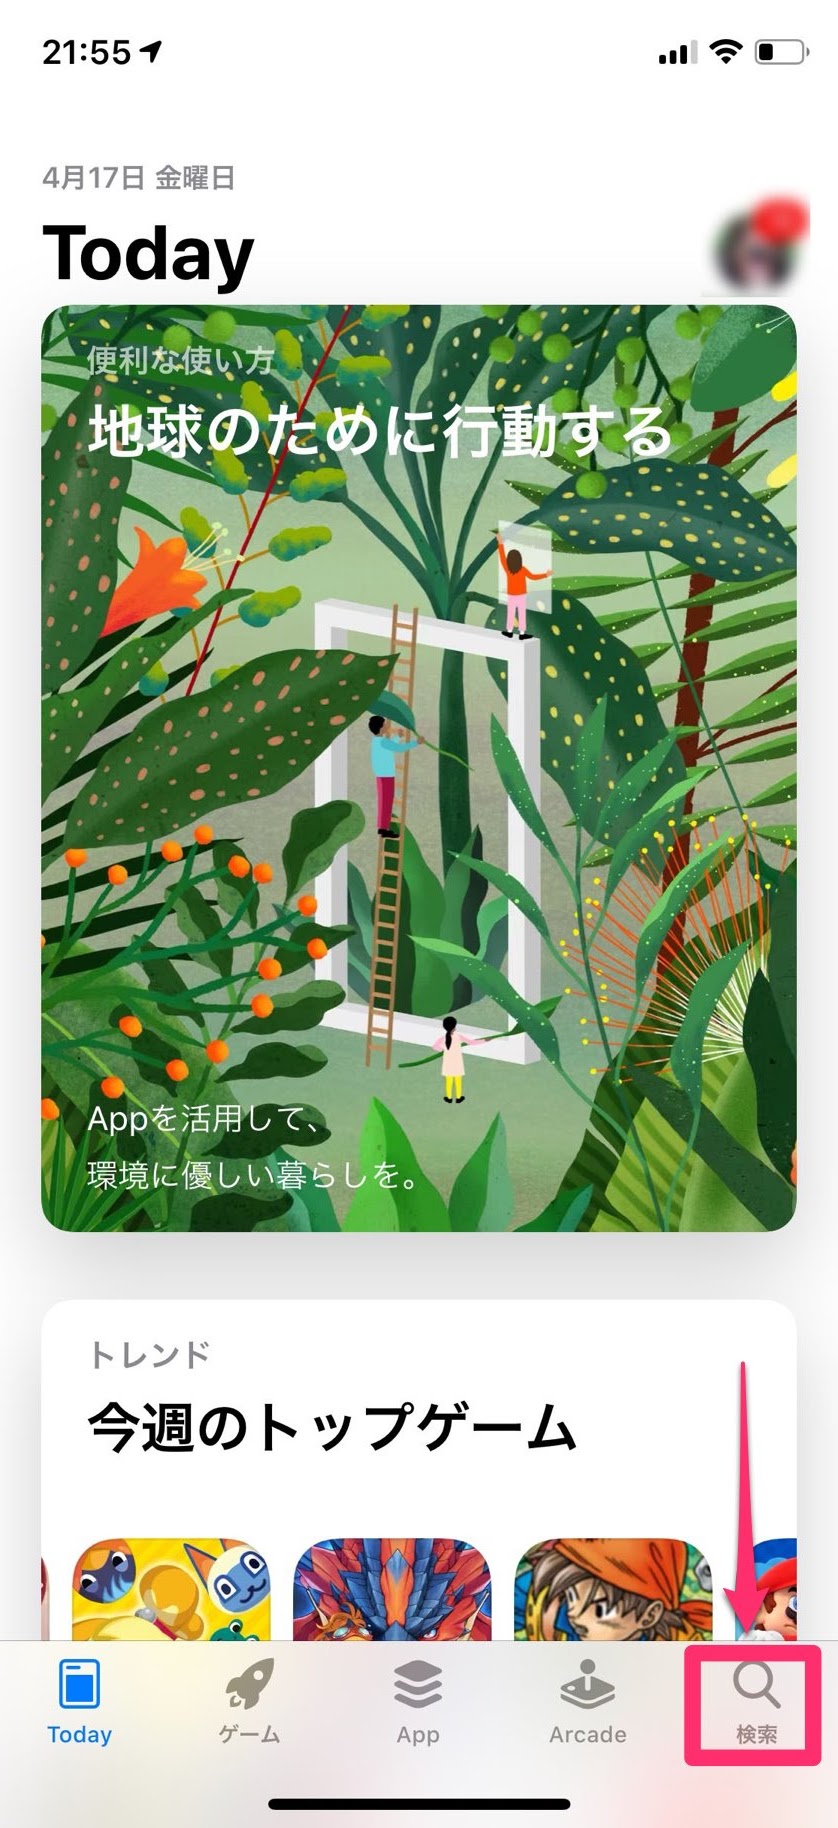 21:55
4月17日 金曜日
Today
便利な使い方
地球のために行動する
Appを活用して、
環境に優しい暮らしを。
トレンド
今週のトップゲーム
Today
ゲーム
App
Arcade
検索